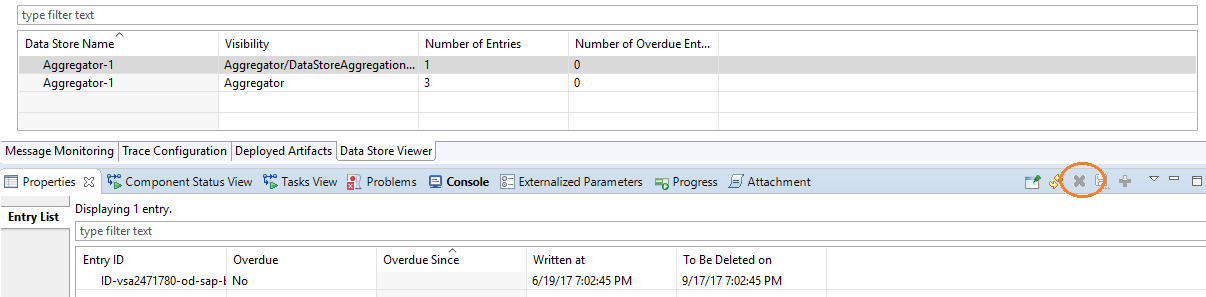 type filter text
Data Store Name Visibility Number of Entries Number of Overdue Ent...
Aggregator-1 Aggregator/DataStoreAggregation... 1 0
Aggregator-1 Aggregator 3 0
Message Monitoring Trace Configuration Deployed Artifacts Data Store Viewer
Properties Component Status View Tasks View Problems Console Externalized Parameters Progress Attachment
Entry List
Displaying 1 entry.
type filter text
Entry ID Overdue Overdue Since Written at To Be Deleted on
ID-vsa2471780-od-sap-b No 6/19/17 7:02:45 PM 9/17/17 7:02:45 PM